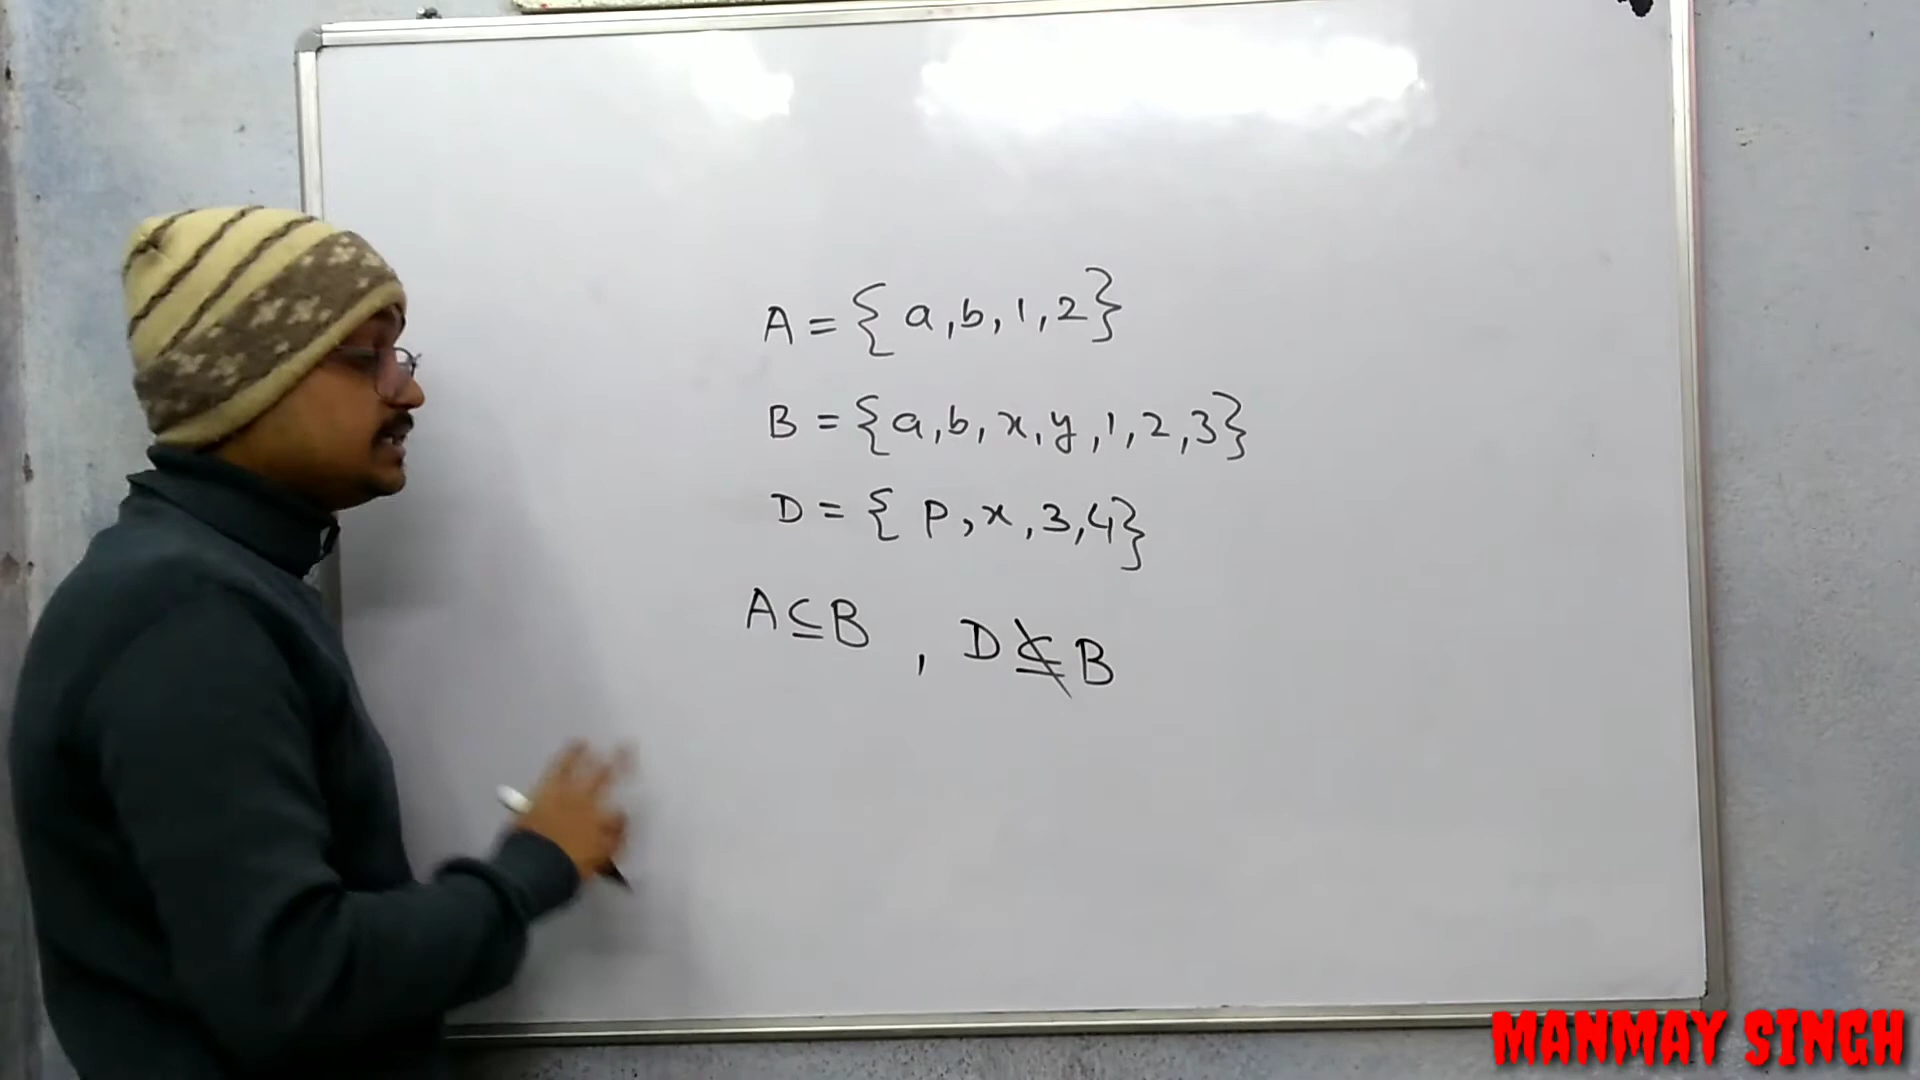 A = { a, b, 1, 2}
B = {a, b, x, y, 1, 2, 3}
D = { p, x, 3, 4}
A ⊆ B , D ⊈ B
MANMAY SINGH